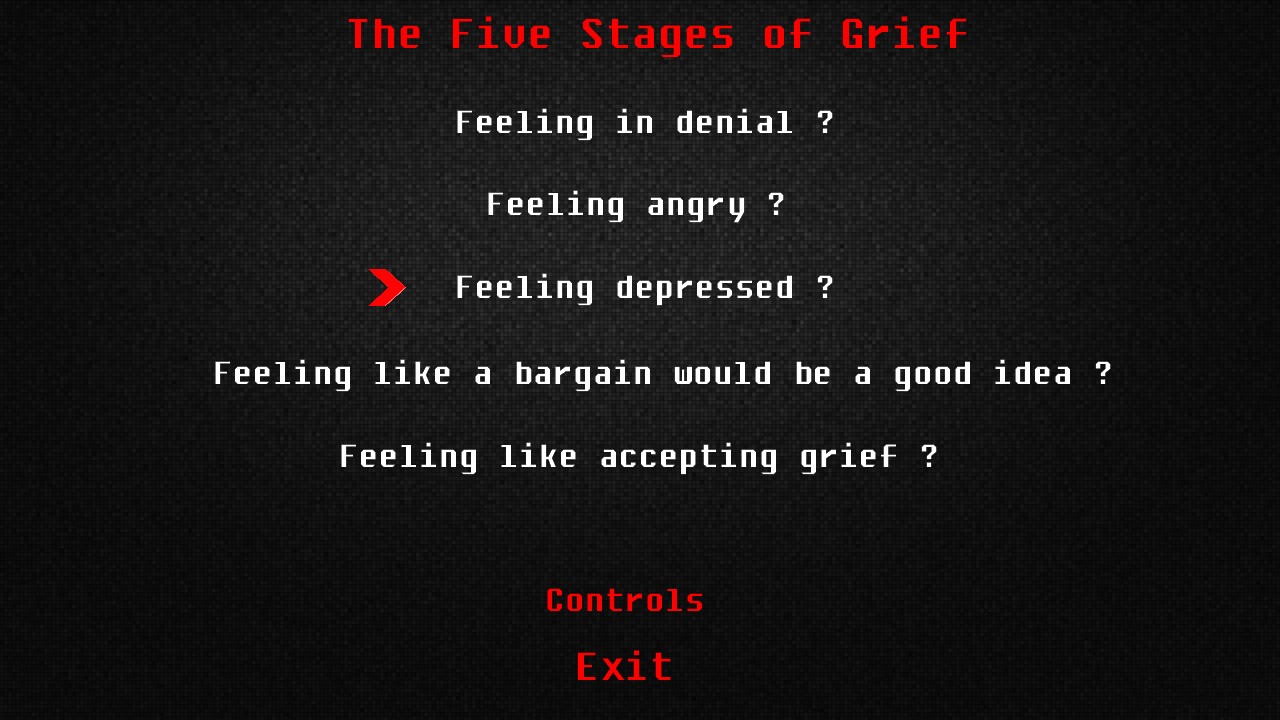 The Five Stages of Grief
Feeling in denial ?
Feeling angry ?
Feeling depressed ?
Feeling like a bargain would be a good idea ?
Feeling like accepting grief ?
Controls
Exit